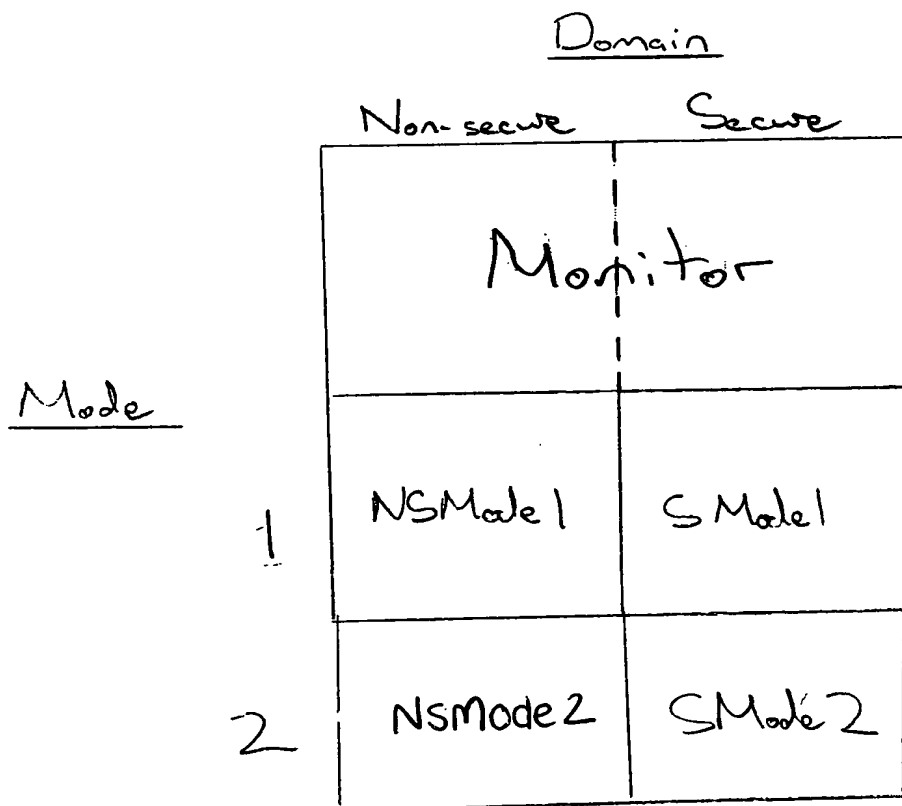 Domain
Non-secure Secure
Monitor
Mode
1 NSMode1 SMode1
2 NSMode2 SMode2